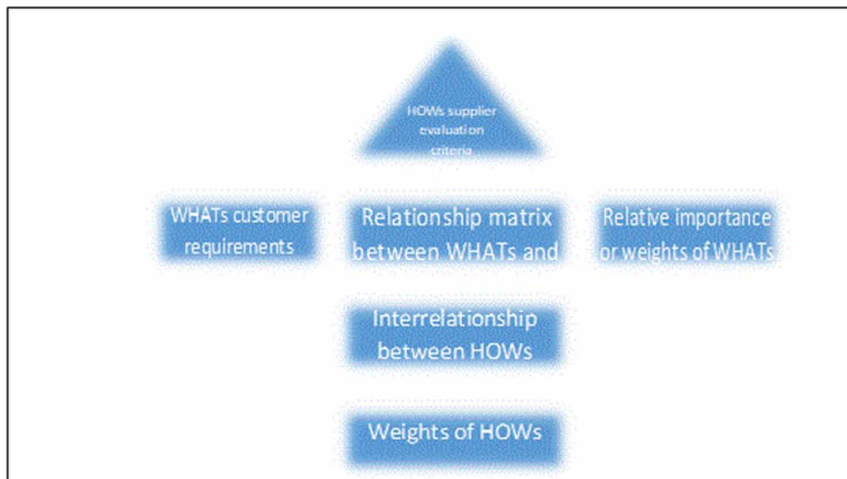 HOWs supplier
evaluation
criteria
WHATs customer
requirements
Relationship matrix
between WHATs and
Relative importance
or weights of WHATs
Interrelationship
between HOWs
Weights of HOWs